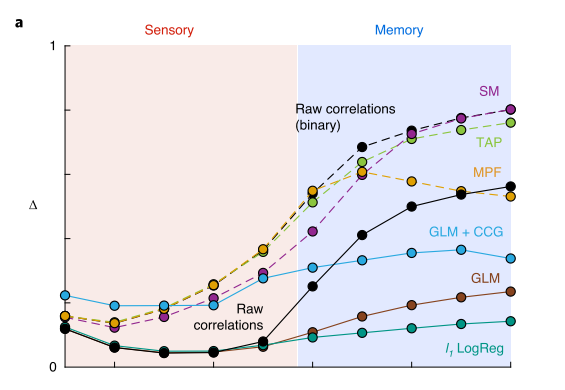 a
Sensory
Memory
1
Raw correlations
(binary)
SM
TAP
MPF
Δ
GLM + CCG
GLM
Raw
correlations
l1 LogReg
0